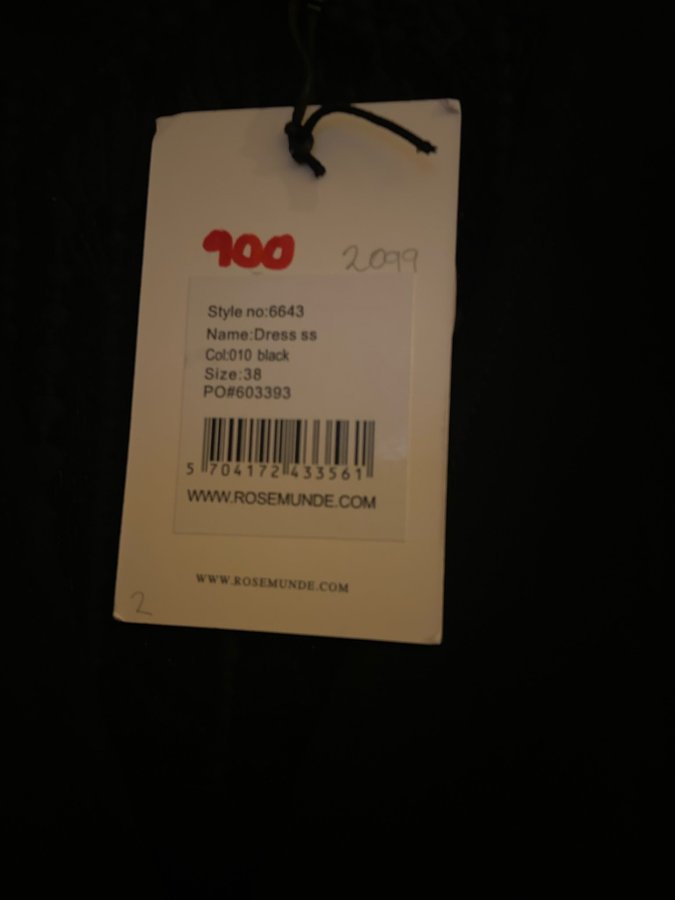 900 2099
Style no:6643
Name:Dress ss
Col:010 black
Size:38
PO#603393
5 704172 433561
WWW.ROSEMUNDE.COM
WWW.ROSEMUNDE.COM
2